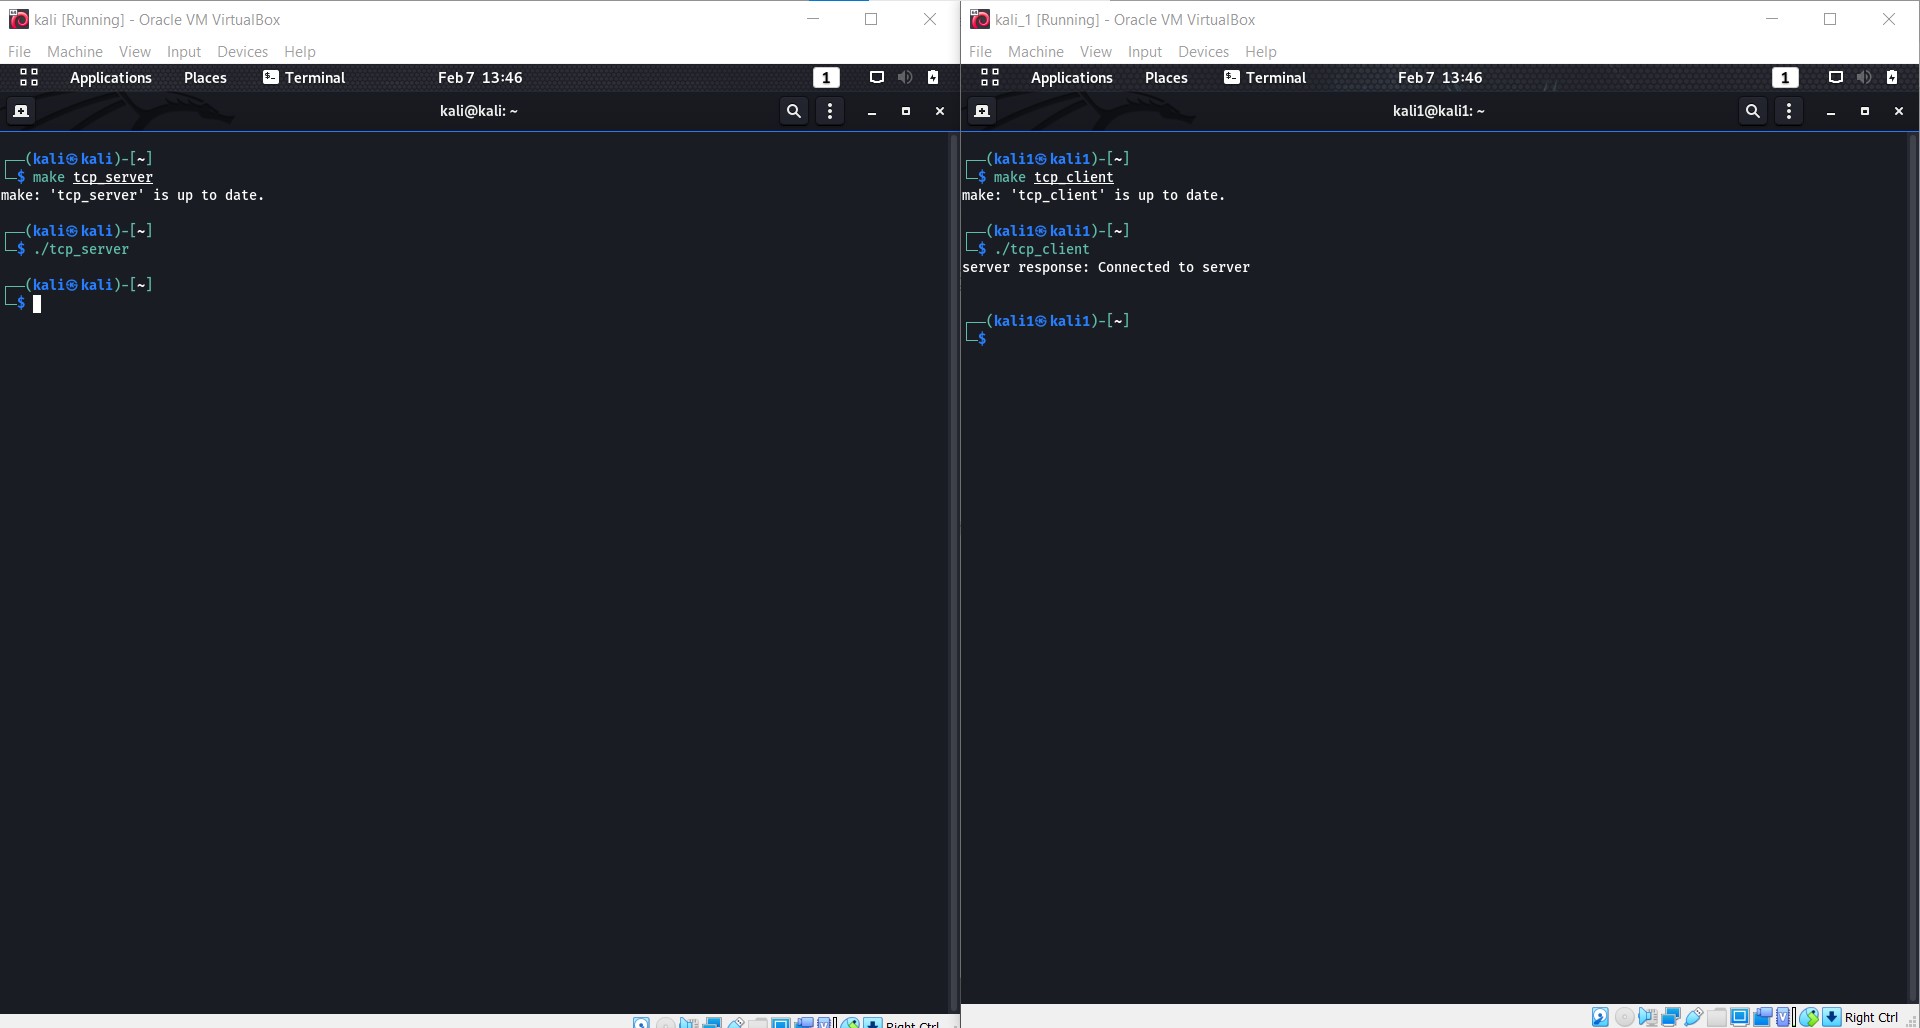 kali [Running] - Oracle VM VirtualBox
File Machine View Input Devices Help
Applications Places Terminal Feb 7 13:46 1
kali@kali: ~
(kali㉿kali)-[~]
$ make tcp_server
make: 'tcp_server' is up to date.
(kali㉿kali)-[~]
$ ./tcp_server
(kali㉿kali)-[~]
$
Right Ctrl
kali_1 [Running] - Oracle VM VirtualBox
File Machine View Input Devices Help
Applications Places Terminal Feb 7 13:46 1
kali1@kali1: ~
(kali1㉿kali1)-[~]
$ make tcp_client
make: 'tcp_client' is up to date.
(kali1㉿kali1)-[~]
$ ./tcp_client
server response: Connected to server
(kali1㉿kali1)-[~]
$
Right Ctrl